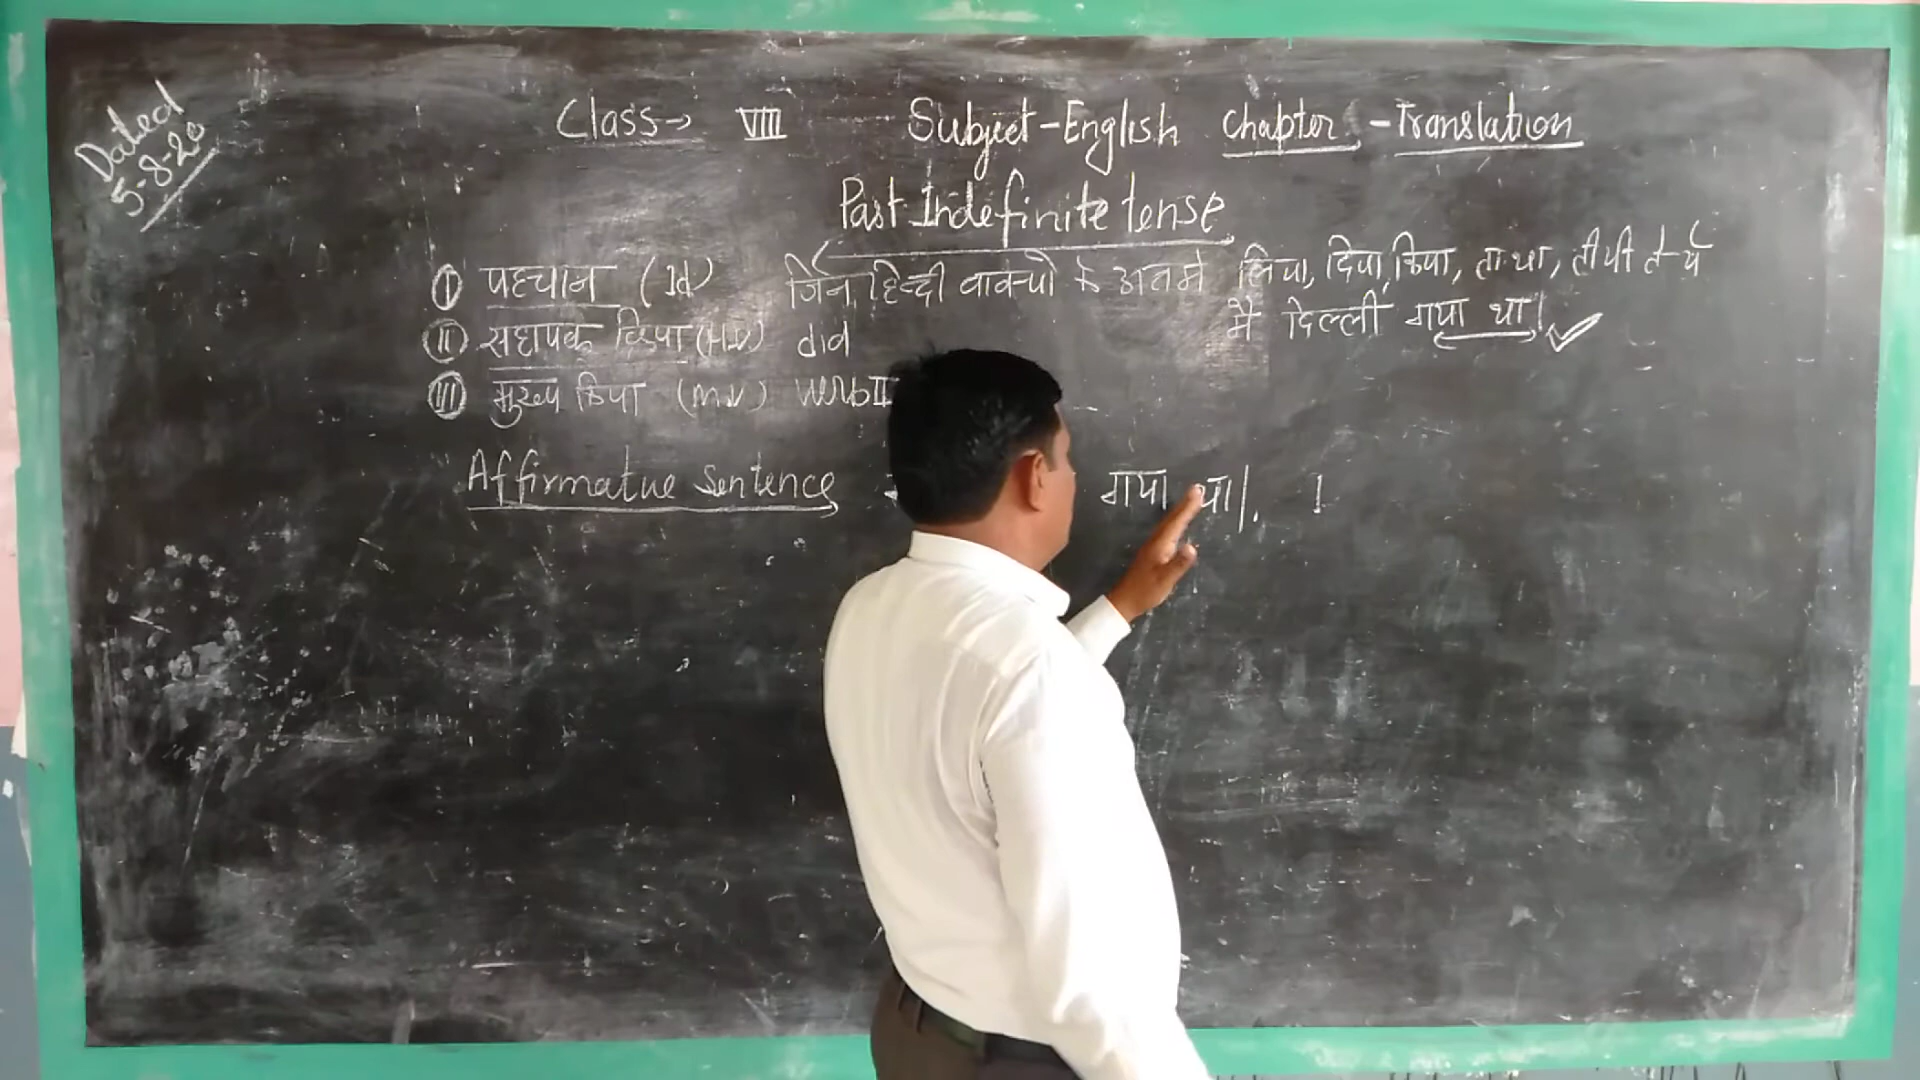 Dated
5-8-20
Class→ VIII Subject-English Chapter-Translation
Past Indefinite tense
① पहचान (Id) जिन हिन्दी वाक्यों के अंत में लिया, दिया, किया, ता था, ती थी ते थे
मैं दिल्ली गया था। ✓
② सहायक क्रिया (H.V) did
③ मुख्य क्रिया (M.V) Verb II
Affirmative Sentence गया था।. I